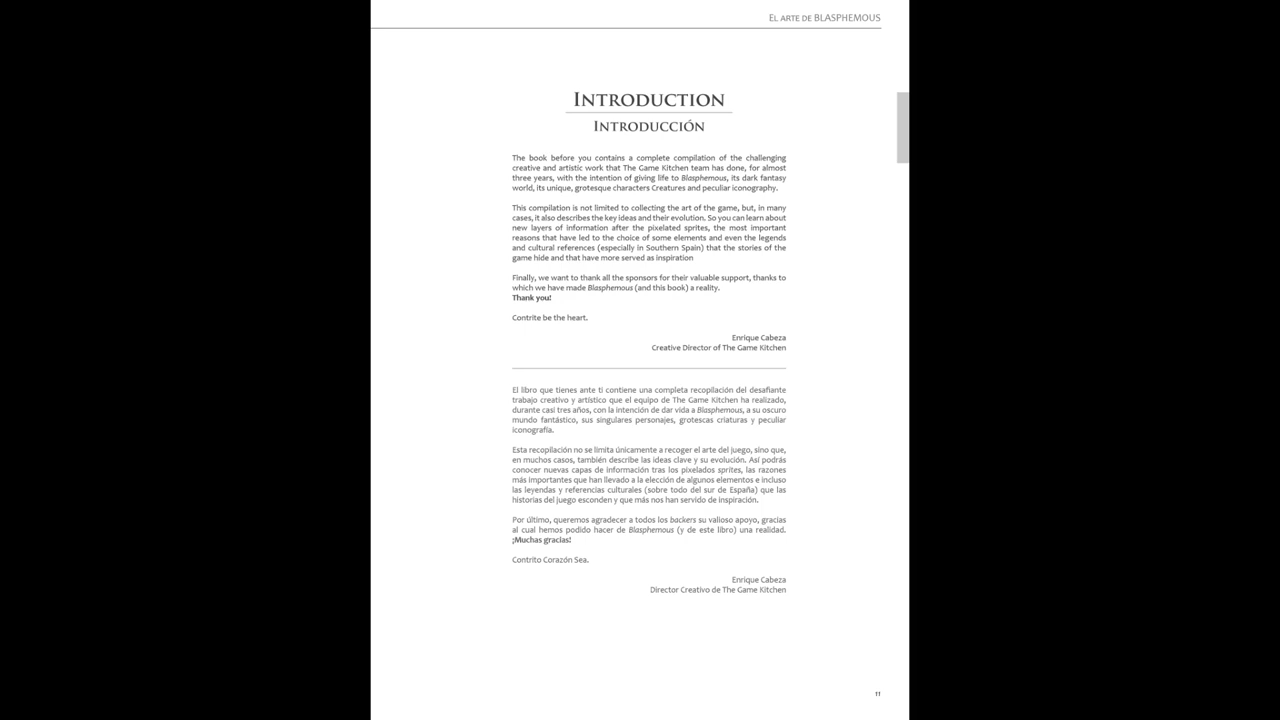 EL ARTE DE BLASPHEMOUS
INTRODUCTION
INTRODUCCIÓN
The book before you contains a complete compilation of the challenging
creative and artistic work that The Game Kitchen team has done, for almost
three years, with the intention of giving life to Blasphemous, its dark fantasy
world, its unique, grotesque characters Creatures and peculiar iconography.
This compilation is not limited to collecting the art of the game, but, in many
cases, it also describes the key ideas and their evolution. So you can learn about
new layers of information after the pixelated sprites, the most important
reasons that have led to the choice of some elements and even the legends
and cultural references (especially in Southern Spain) that the stories of the
game hide and that have more served as inspiration
Finally, we want to thank all the sponsors for their valuable support, thanks to
which we have made Blasphemous (and this book) a reality.
Thank you!
Contrite be the heart.
Enrique Cabeza
Creative Director of The Game Kitchen
El libro que tienes ante ti contiene una completa recopilación del desafiante
trabajo creativo y artístico que el equipo de The Game Kitchen ha realizado,
durante casi tres años, con la intención de dar vida a Blasphemous, a su oscuro
mundo fantástico, sus singulares personajes, grotescas criaturas y peculiar
iconografía.
Esta recopilación no se limita únicamente a recoger el arte del juego, sino que,
en muchos casos, también describe las ideas clave y su evolución. Así podrás
conocer nuevas capas de información tras los pixelados sprites, las razones
más importantes que han llevado a la elección de algunos elementos e incluso
las leyendas y referencias culturales (sobre todo del sur de España) que las
historias del juego esconden y que más nos han servido de inspiración.
Por último, queremos agradecer a todos los backers su valioso apoyo, gracias
al cual hemos podido hacer de Blasphemous (y de este libro) una realidad.
¡Muchas gracias!
Contrito Corazón Sea.
Enrique Cabeza
Director Creativo de The Game Kitchen
11